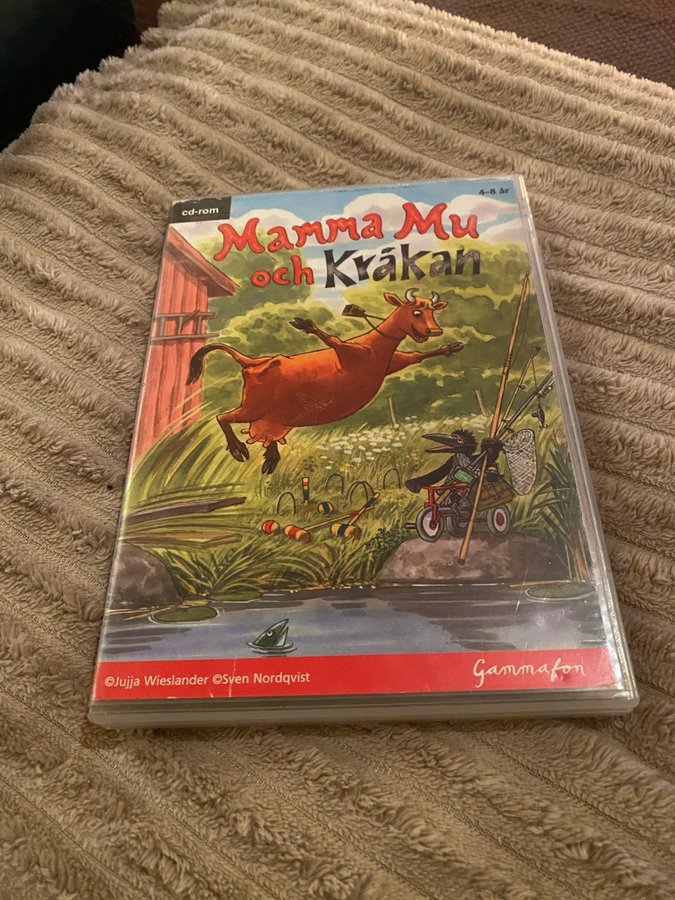 cd-rom
4–8 år
Mamma Mu
och Kråkan
©Jujja Wieslander ©Sven Nordqvist
Gammafon